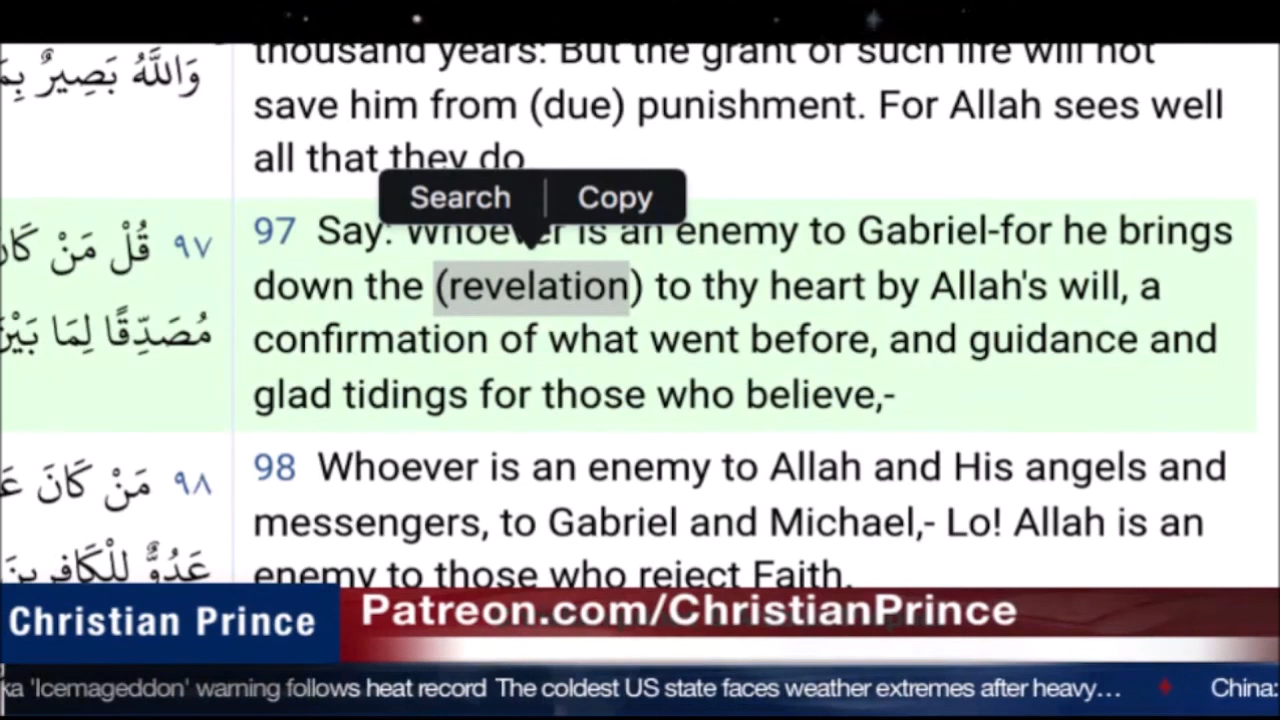 thousand years: But the grant of such life will not
وَاللَّهُ بَصِيرٌ
save him from (due) punishment. For Allah sees well
all that they do
Search | Copy
قُلْ مَنْ ٩٧
97 Say: Whoever is an enemy to Gabriel-for he brings
down the (revelation) to thy heart by Allah's will, a
مُصَدِّقًا لِمَا
confirmation of what went before, and guidance and
glad tidings for those who believe,-
مَنْ كَانَ ٩٨
98 Whoever is an enemy to Allah and His angels and
messengers, to Gabriel and Michael,- Lo! Allah is an
عَدُوٌّ لِلْكَافِرِينَ
enemy to those who reject Faith.
Christian Prince
Patreon.com/ChristianPrince
ka 'Icemageddon' warning follows heat record The coldest US state faces weather extremes after heavy… China: